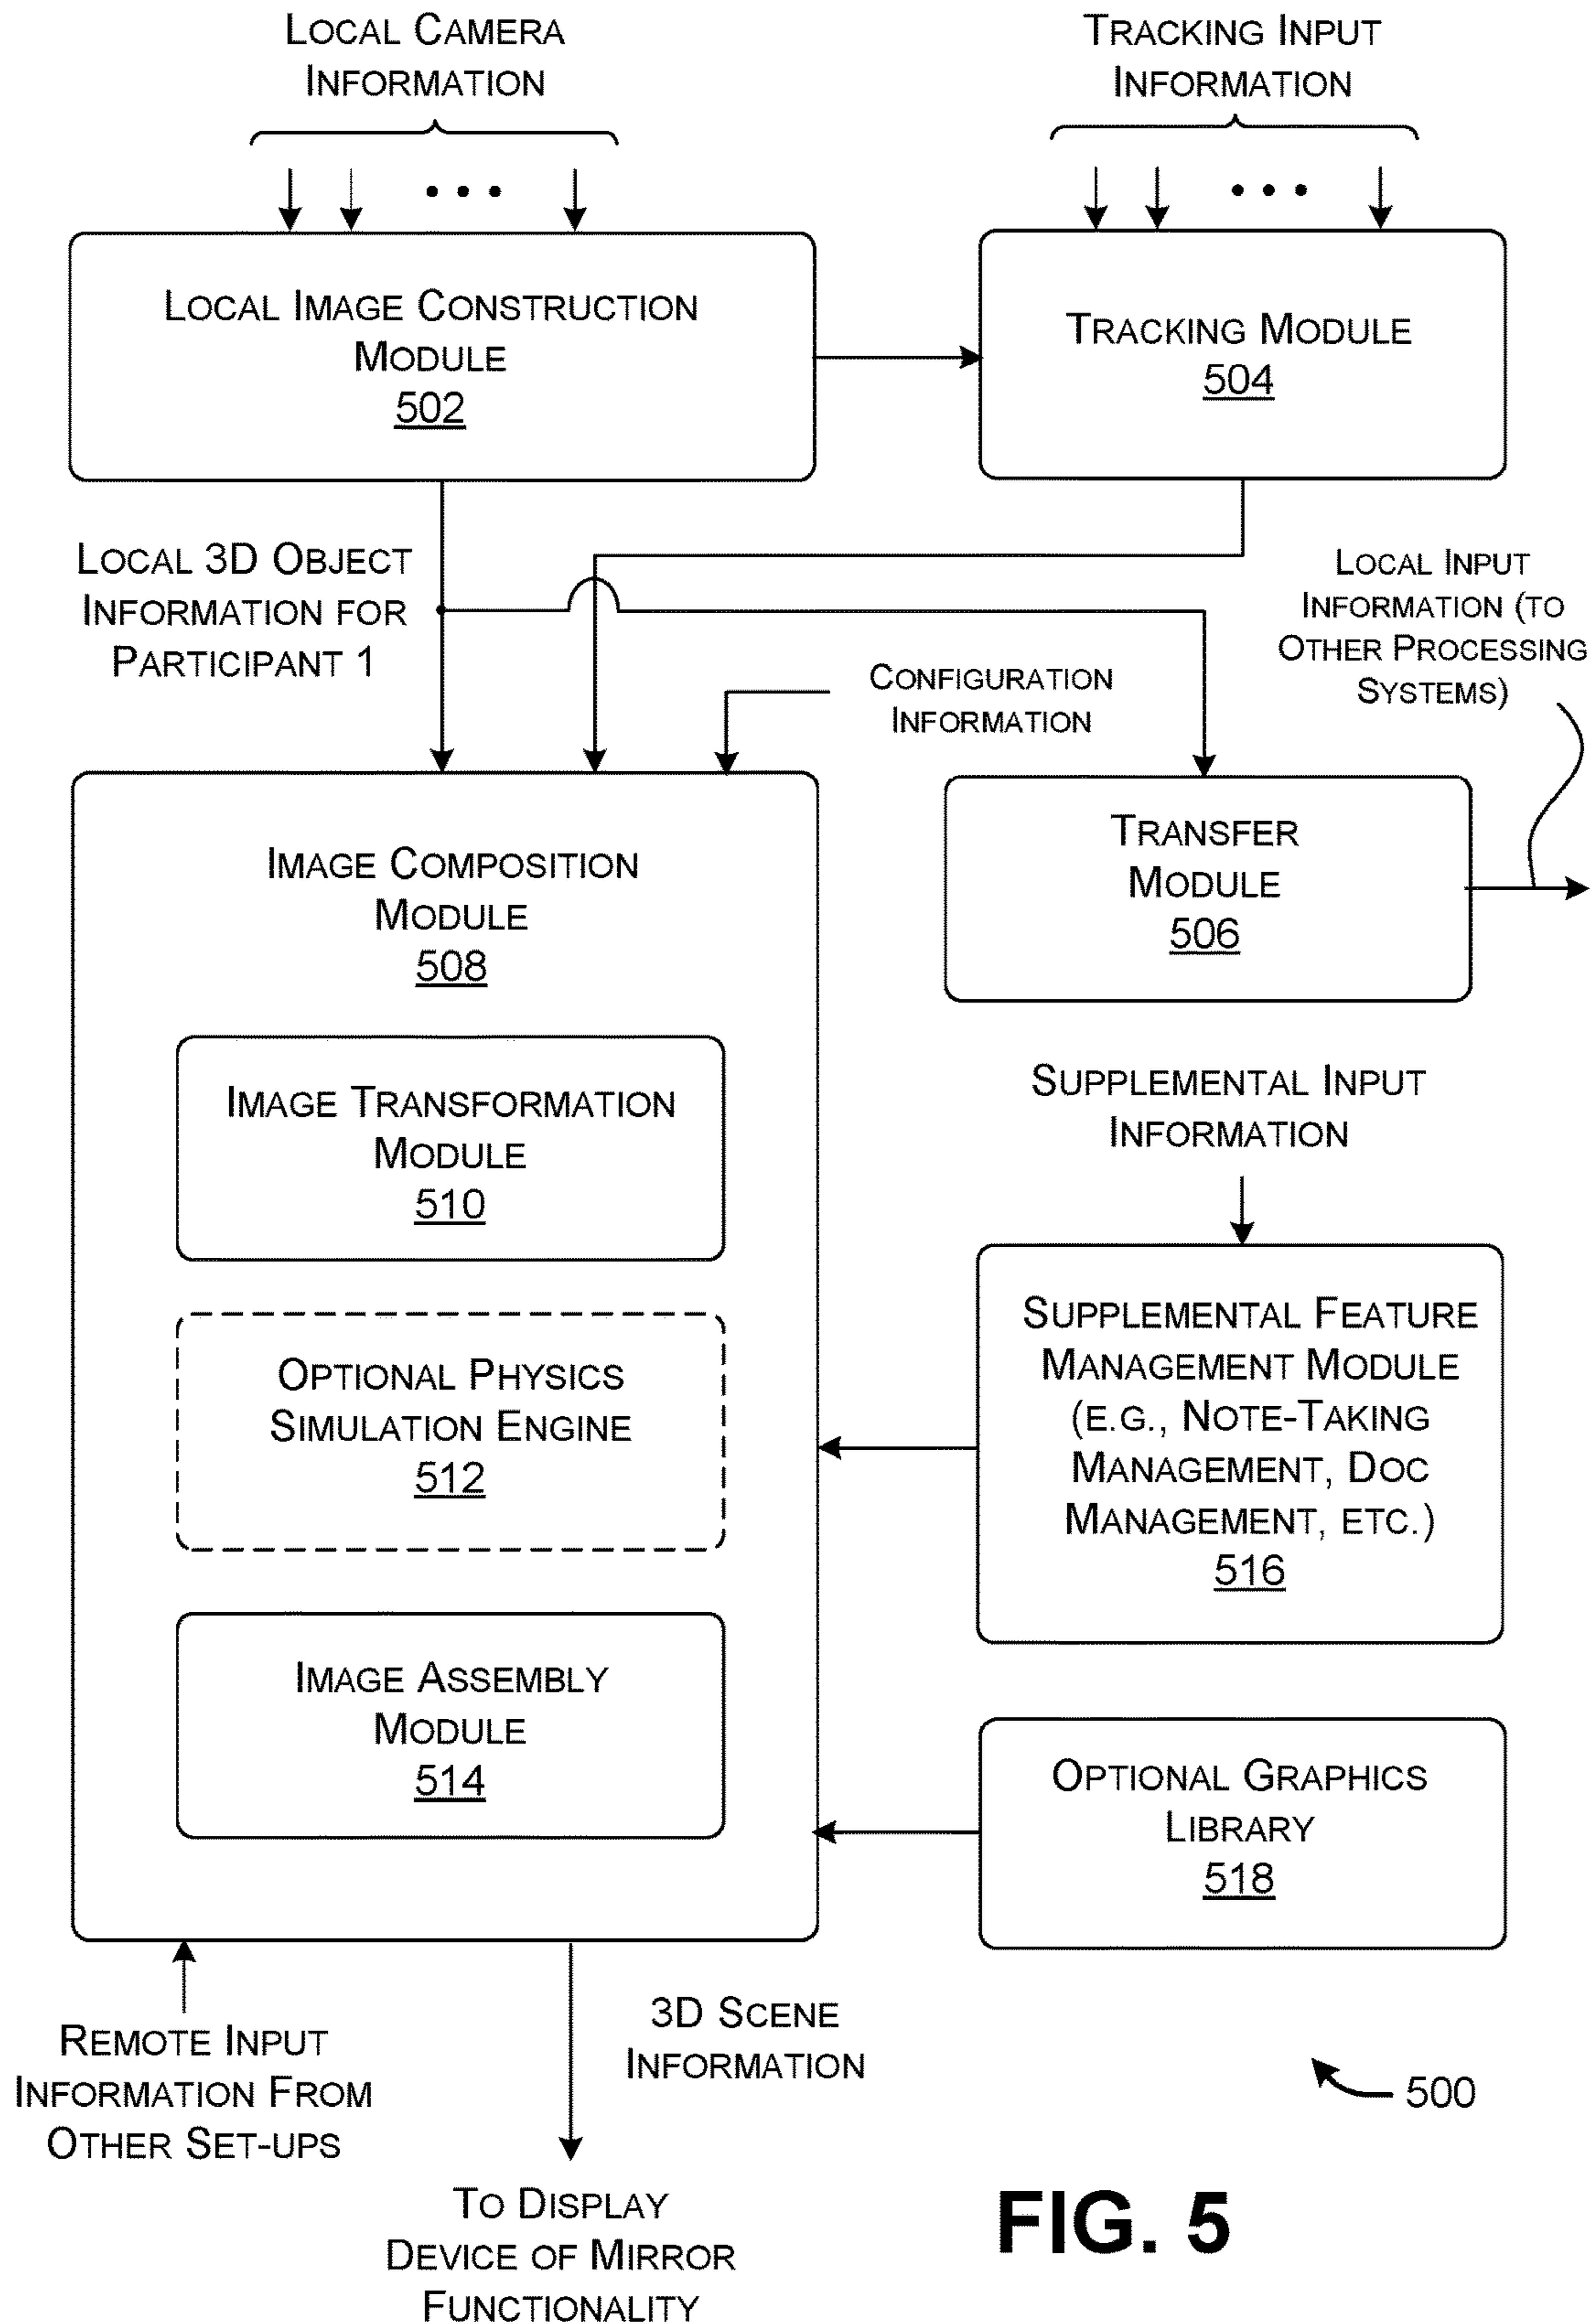 LOCAL CAMERA
INFORMATION
TRACKING INPUT
INFORMATION
LOCAL IMAGE CONSTRUCTION
MODULE
502
TRACKING MODULE
504
LOCAL 3D OBJECT
INFORMATION FOR
PARTICIPANT 1
LOCAL INPUT
INFORMATION (TO
OTHER PROCESSING
SYSTEMS)
CONFIGURATION
INFORMATION
IMAGE COMPOSITION
MODULE
508
TRANSFER
MODULE
506
IMAGE TRANSFORMATION
MODULE
510
SUPPLEMENTAL INPUT
INFORMATION
OPTIONAL PHYSICS
SIMULATION ENGINE
512
SUPPLEMENTAL FEATURE
MANAGEMENT MODULE
(E.G., NOTE-TAKING
MANAGEMENT, DOC
MANAGEMENT, ETC.)
516
IMAGE ASSEMBLY
MODULE
514
OPTIONAL GRAPHICS
LIBRARY
518
REMOTE INPUT
INFORMATION FROM
OTHER SET-UPS
3D SCENE
INFORMATION
500
TO DISPLAY
DEVICE OF MIRROR
FUNCTIONALITY
FIG. 5